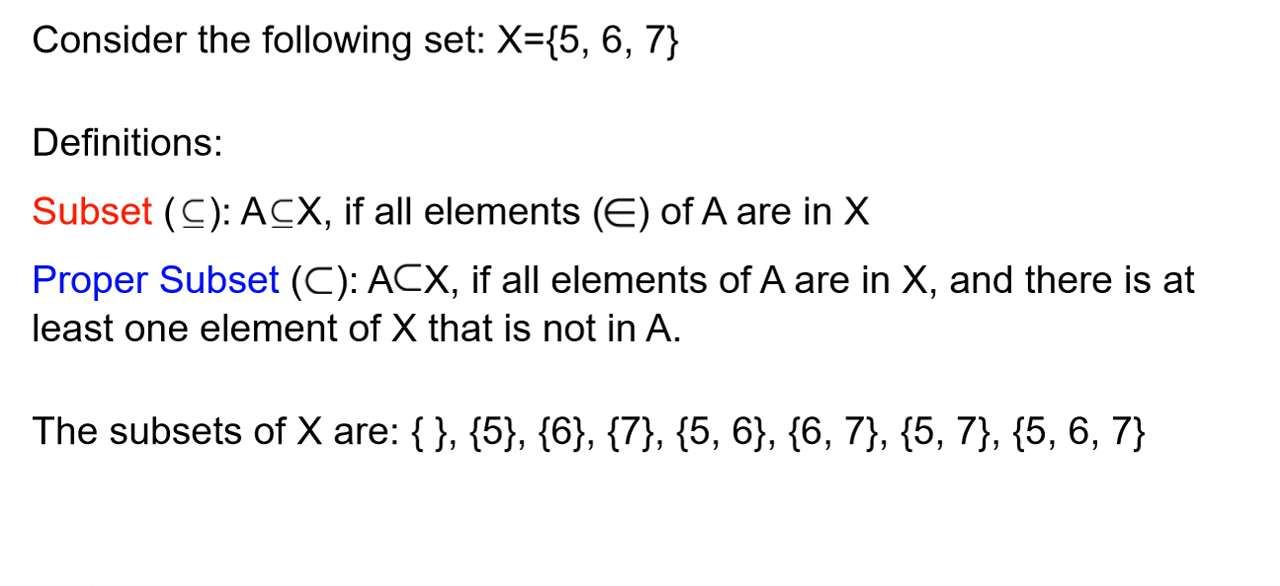 Consider the following set: X={5, 6, 7}
Definitions:
Subset (⊆): A⊆X, if all elements (∈) of A are in X
Proper Subset (⊂): A⊂X, if all elements of A are in X, and there is at
least one element of X that is not in A.
The subsets of X are: { }, {5}, {6}, {7}, {5, 6}, {6, 7}, {5, 7}, {5, 6, 7}